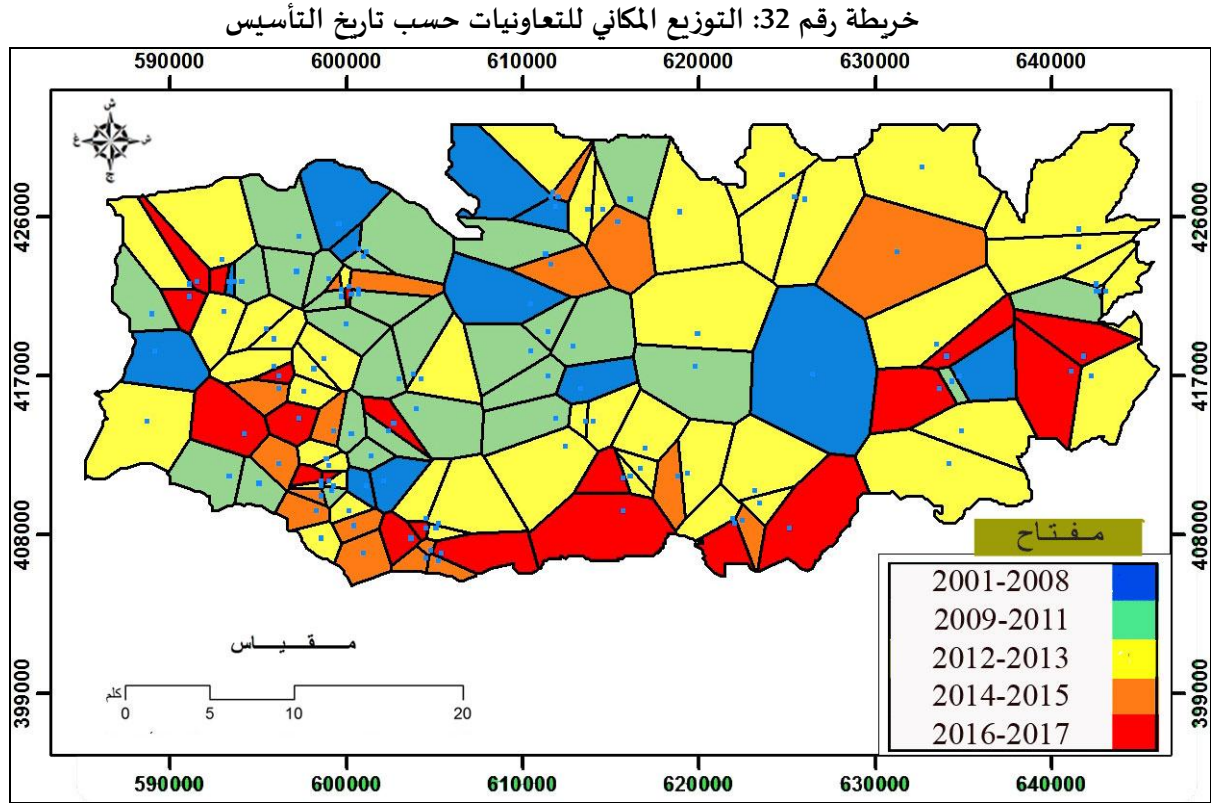 خريطة رقم 32: التوزيع المكاني للتعاونيات حسب تاريخ التأسيس
590000 600000 610000 620000 630000 640000
ش
غ ش
ج
426000 426000
417000 417000
408000 408000
399000 399000
مفتاح
2001-2008
2009-2011
2012-2013
2014-2015
2016-2017
مقياس
كلم
0 5 10 20
590000 600000 610000 620000 630000 640000